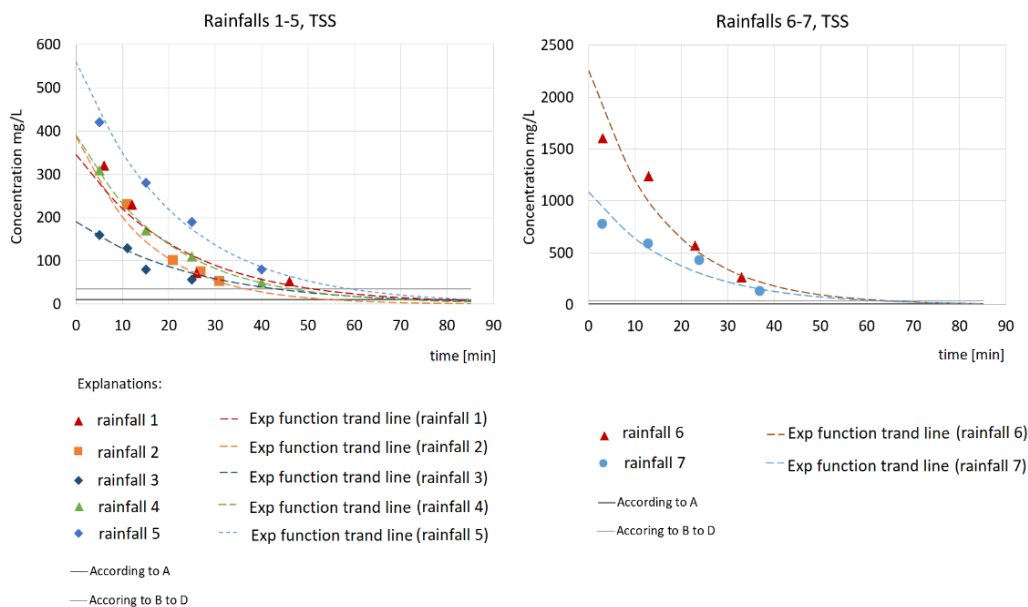 Rainfalls 1-5, TSS
600
500
400
300
200
100
0
Concentration mg/L
0 10 20 30 40 50 60 70 80 90
time [min]
Explanations:
rainfall 1
Exp function trand line (rainfall 1)
rainfall 2
Exp function trand line (rainfall 2)
rainfall 3
Exp function trand line (rainfall 3)
rainfall 4
Exp function trand line (rainfall 4)
rainfall 5
Exp function trand line (rainfall 5)
According to A
Accoring to B to D
Rainfalls 6-7, TSS
2500
2000
1500
1000
500
0
Concentration mg/L
0 10 20 30 40 50 60 70 80 90
time [min]
rainfall 6
Exp function trand line (rainfall 6)
rainfall 7
Exp function trand line (rainfall 7)
According to A
Accoring to B to D